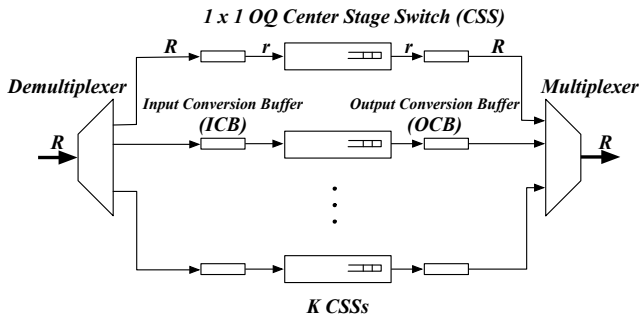 1 x 1 OQ Center Stage Switch (CSS)
R r r R
Demultiplexer
Multiplexer
Input Conversion Buffer
(ICB)
Output Conversion Buffer
(OCB)
R
R
K CSSs